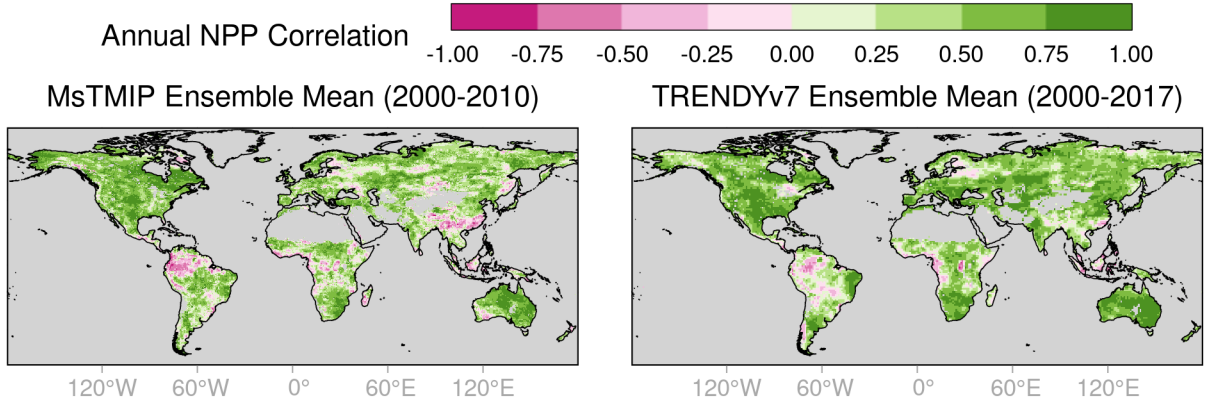 Annual NPP Correlation
-1.00 -0.75 -0.50 -0.25 0.00 0.25 0.50 0.75 1.00
MsTMIP Ensemble Mean (2000-2010)
TRENDYv7 Ensemble Mean (2000-2017)
120°W 60°W 0° 60°E 120°E
120°W 60°W 0° 60°E 120°E